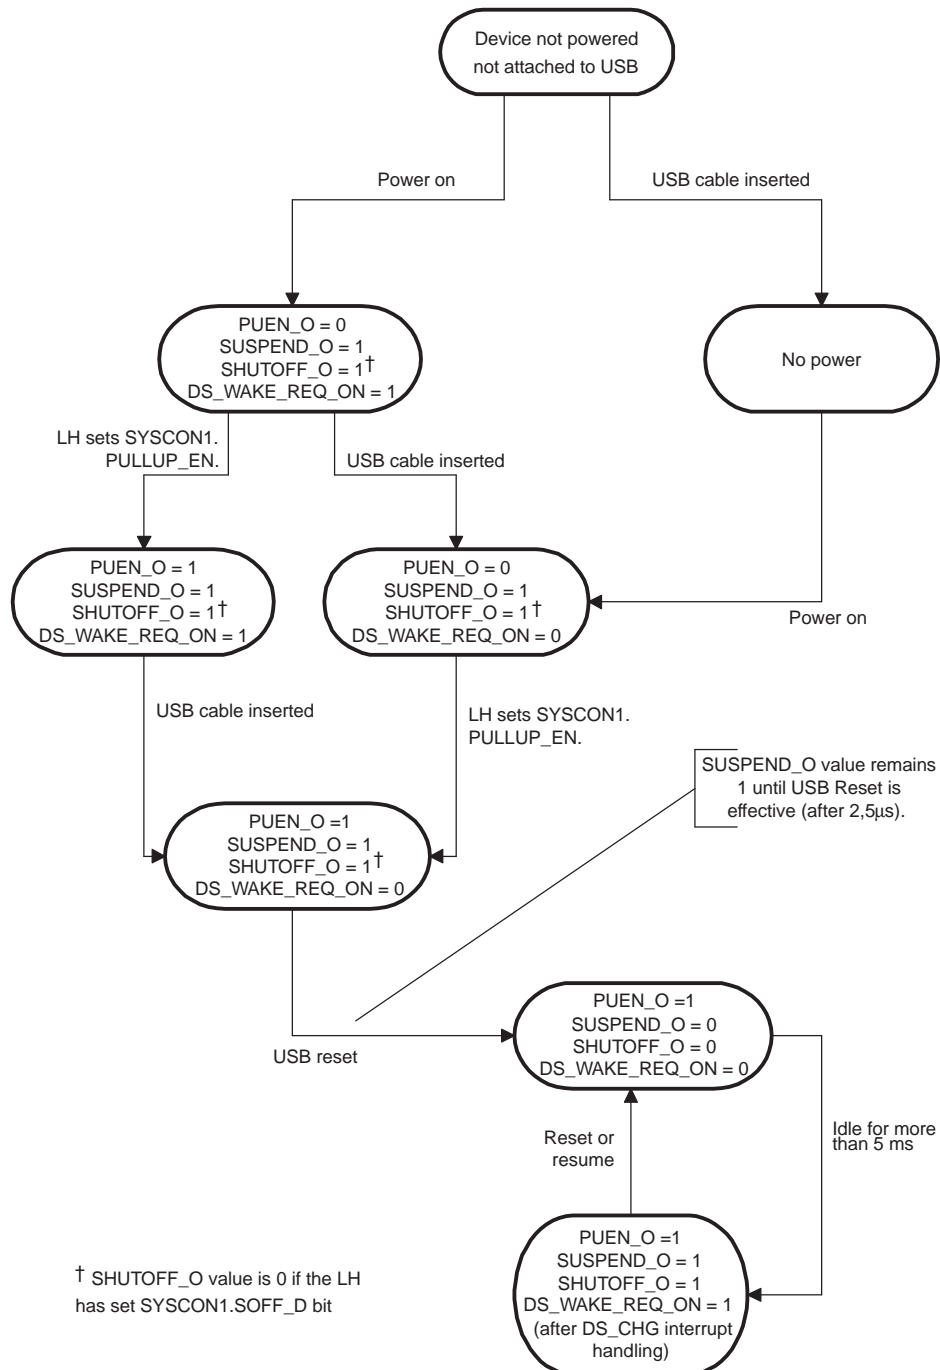 Device not powered
not attached to USB
Power on
USB cable inserted
PUEN_O = 0
SUSPEND_O = 1
SHUTOFF_O = 1†
DS_WAKE_REQ_ON = 1
No power
LH sets SYSCON1.
PULLUP_EN.
USB cable inserted
PUEN_O = 1
SUSPEND_O = 1
SHUTOFF_O = 1†
DS_WAKE_REQ_ON = 1
PUEN_O = 0
SUSPEND_O = 1
SHUTOFF_O = 1†
DS_WAKE_REQ_ON = 0
Power on
USB cable inserted
LH sets SYSCON1.
PULLUP_EN.
SUSPEND_O value remains
1 until USB Reset is
effective (after 2,5μs).
PUEN_O =1
SUSPEND_O = 1
SHUTOFF_O = 1†
DS_WAKE_REQ_ON = 0
USB reset
PUEN_O =1
SUSPEND_O = 0
SHUTOFF_O = 0
DS_WAKE_REQ_ON = 0
Reset or
resume
Idle for more
than 5 ms
PUEN_O =1
SUSPEND_O = 1
SHUTOFF_O = 1
DS_WAKE_REQ_ON = 1
(after DS_CHG interrupt
handling)
† SHUTOFF_O value is 0 if the LH
has set SYSCON1.SOFF_D bit